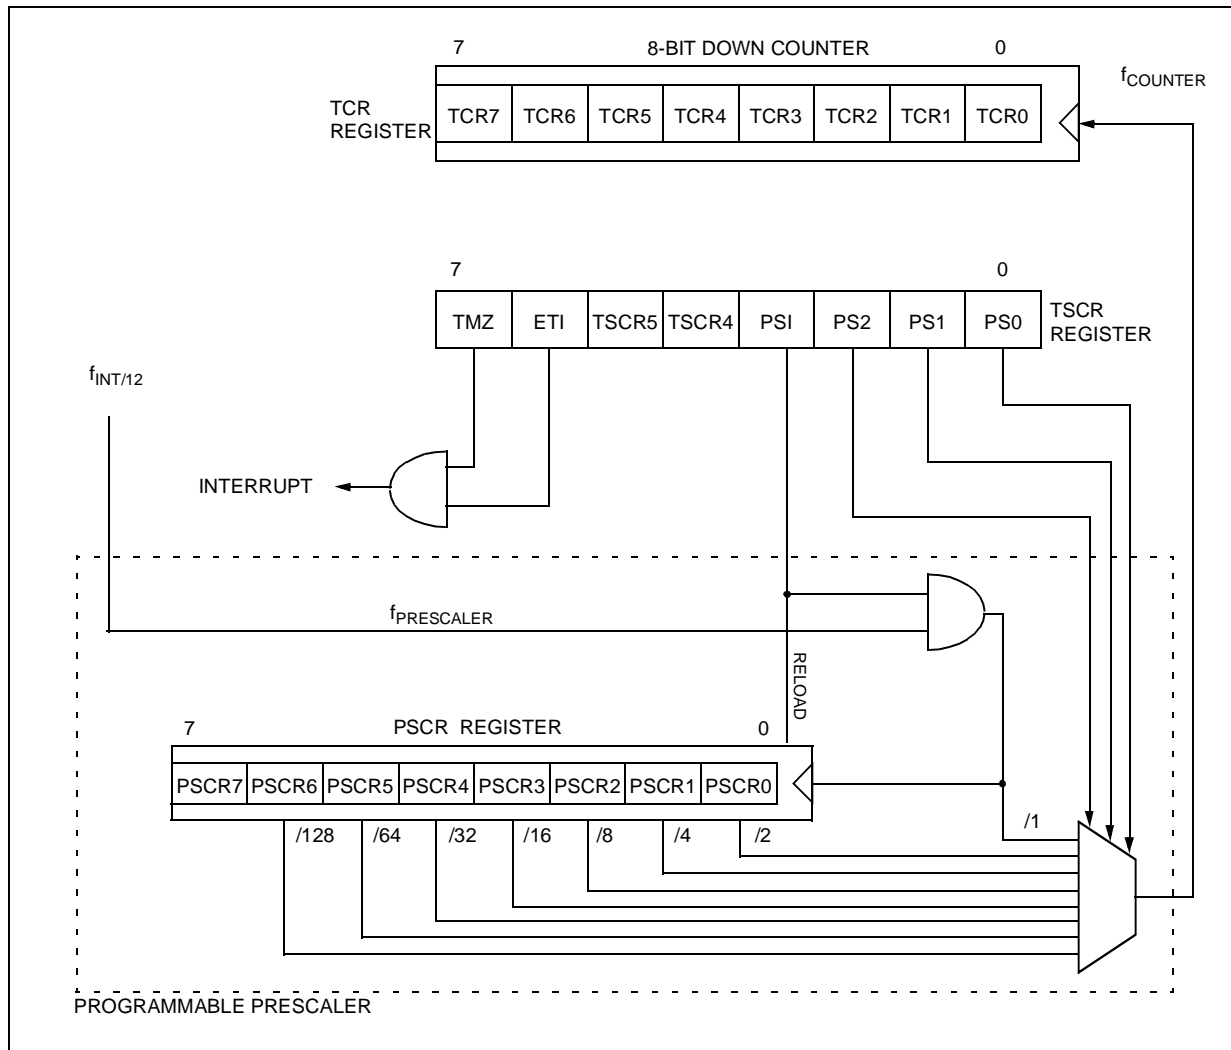 7 8-BIT DOWN COUNTER 0
fCOUNTER
TCR
REGISTER
TCR7 TCR6 TCR5 TCR4 TCR3 TCR2 TCR1 TCR0
7 0
TMZ ETI TSCR5 TSCR4 PSI PS2 PS1 PS0
TSCR
REGISTER
fINT/12
INTERRUPT
fPRESCALER
RELOAD
7 PSCR REGISTER 0
PSCR7 PSCR6 PSCR5 PSCR4 PSCR3 PSCR2 PSCR1 PSCR0
/128 /64 /32 /16 /8 /4 /2 /1
PROGRAMMABLE PRESCALER